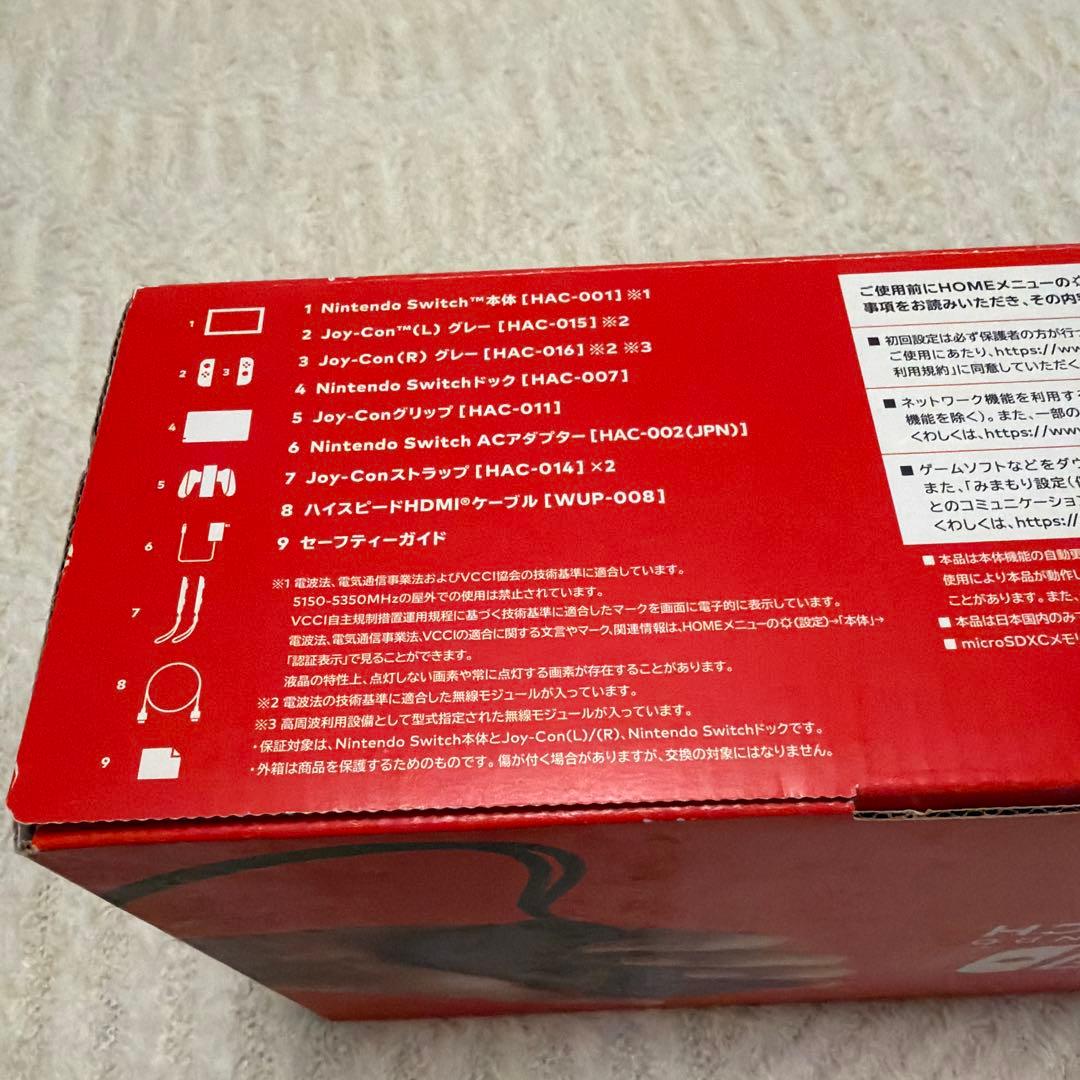 1 Nintendo Switch™本体 [HAC-001] ※1
2 Joy-Con™(L) グレー [HAC-015] ※2
3 Joy-Con(R) グレー [HAC-016] ※2 ※3
4 Nintendo Switchドック [HAC-007]
5 Joy-Conグリップ [HAC-011]
6 Nintendo Switch ACアダプター [HAC-002(JPN)]
7 Joy-Conストラップ [HAC-014] ×2
8 ハイスピードHDMI®ケーブル [WUP-008]
9 セーフティーガイド
※1 電波法、電気通信事業法およびVCCI協会の技術基準に適合しています。
5150-5350MHzの屋外での使用は禁止されています。
VCCI自主規制措置運用規程に基づく技術基準に適合したマークを画面に電子的に表示しています。
電波法、電気通信事業法、VCCIの適合に関する文言やマーク、関連情報は、HOMEメニューの(設定)→「本体」→
「認証表示」で見ることができます。
液晶の特性上、点灯しない画素や常に点灯する画素が存在することがあります。
※2 電波法の技術基準に適合した無線モジュールが入っています。
※3 高周波利用設備として型式指定された無線モジュールが入っています。
・保証対象は、Nintendo Switch本体とJoy-Con(L)/(R)、Nintendo Switchドックです。
・外箱は商品を保護するためのものです。傷が付く場合がありますが、交換の対象にはなりません。
1
2
3
4
5
6
7
8
9
ご使用前にHOMEメニューの
事項をお読みいただき、その内容
■ 初回設定は必ず保護者の方が行っ
ご使用にあたり、https://ww
利用規約」に同意していただく
■ ネットワーク機能を利用する
機能を除く)。また、一部の
くわしくは、https://www
■ ゲームソフトなどをダウ
また、「みまもり設定(
とのコミュニケーション
くわしくは、https://
■ 本品は本体機能の自動更
使用により本品が動作し
ことがあります。また、
■ 本品は日本国内のみ
■ microSDXCメモリ